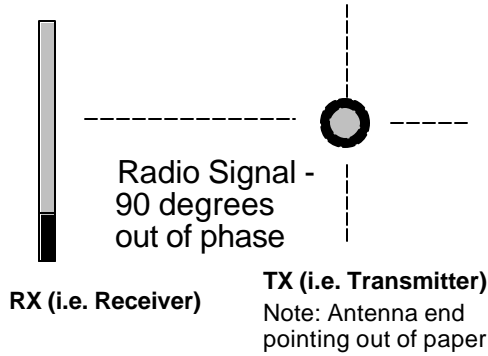 Radio Signal -
90 degrees
out of phase
RX (i.e. Receiver)
TX (i.e. Transmitter)
Note: Antenna end
pointing out of paper